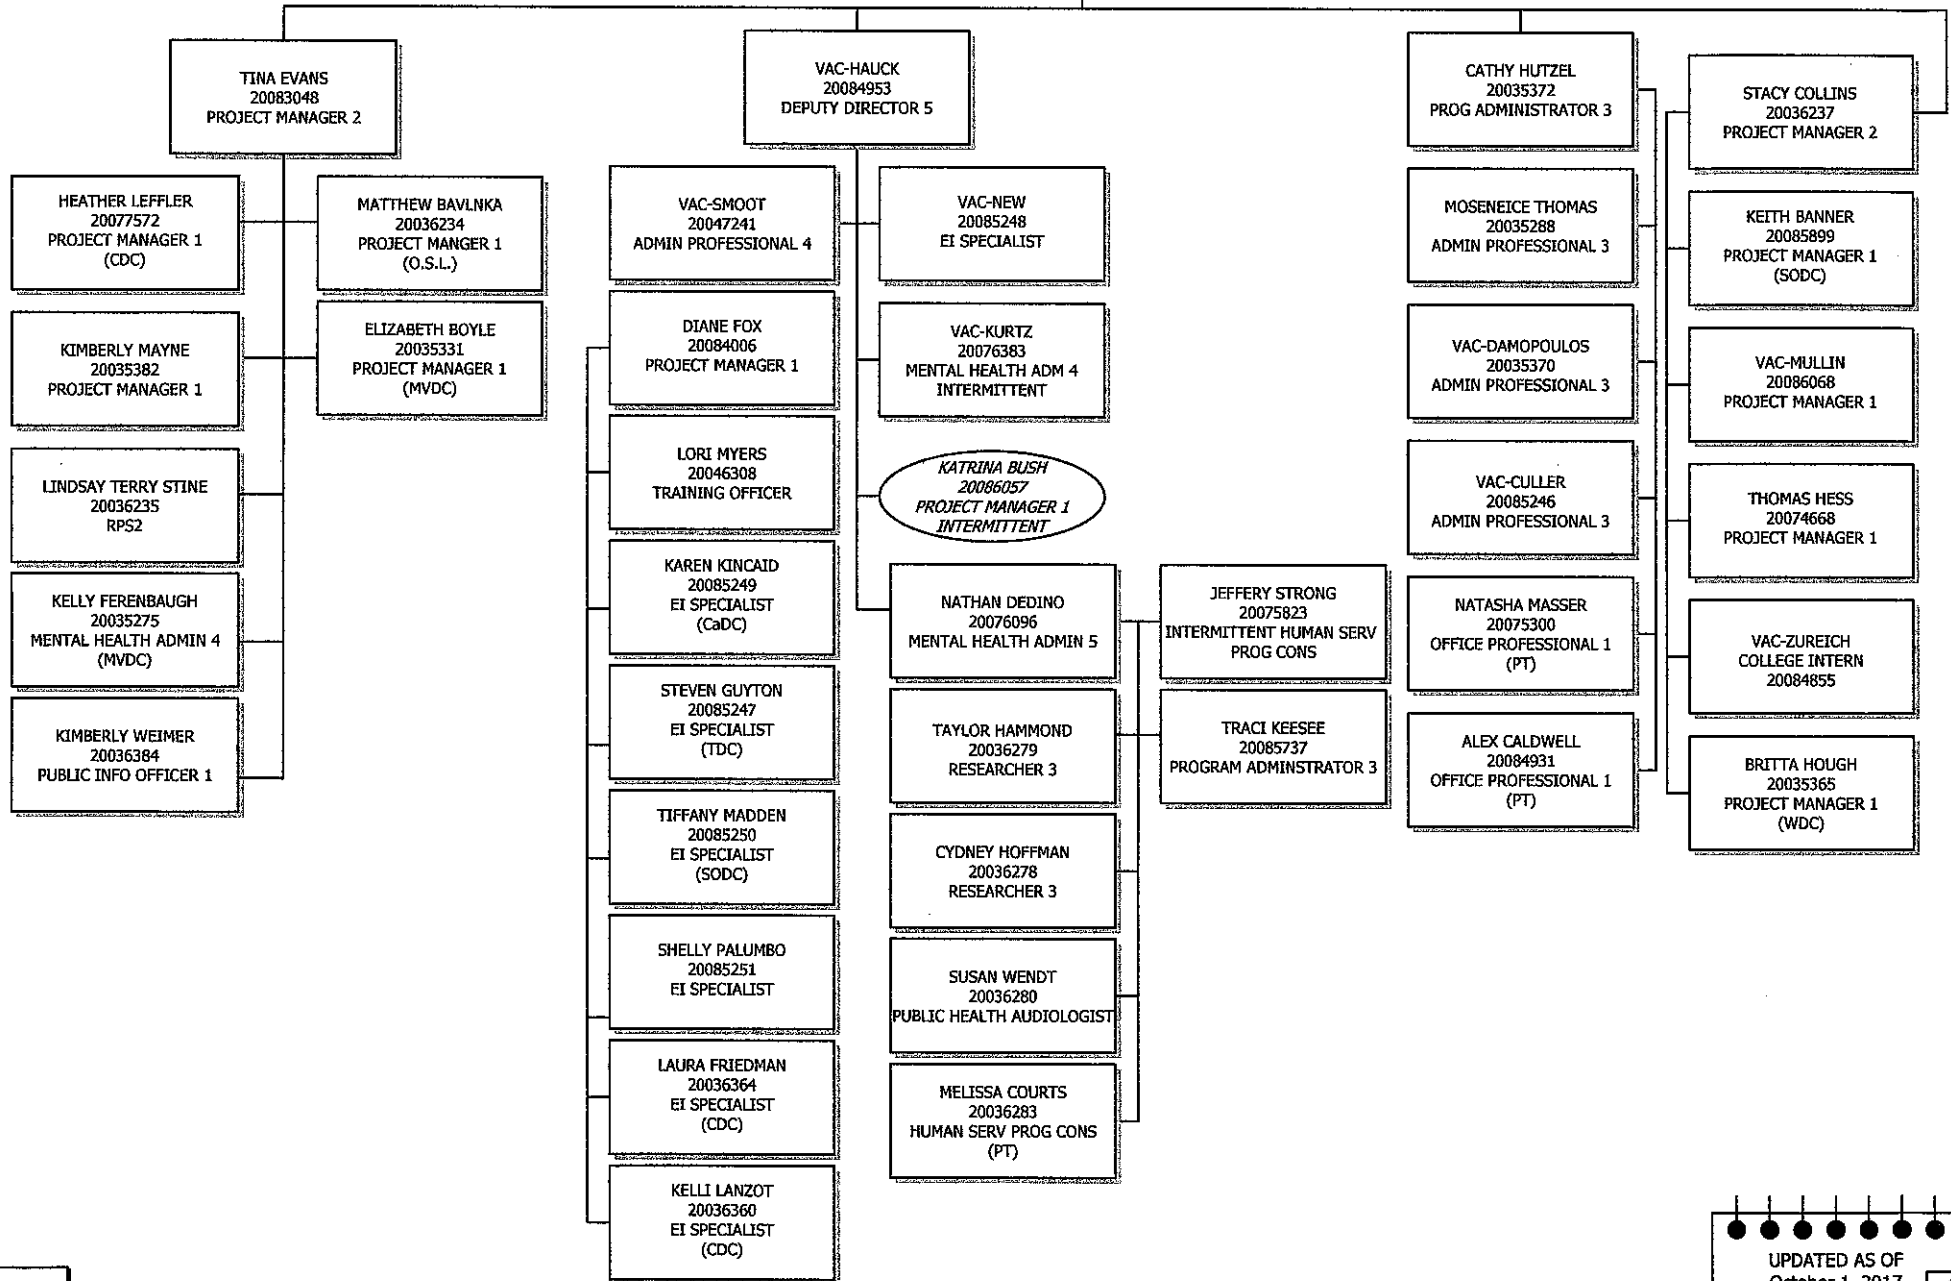 TINA EVANS
20083048
PROJECT MANAGER 2
HEATHER LEFFLER
20077572
PROJECT MANAGER 1
(CDC)
MATTHEW BAVLNKA
20036234
PROJECT MANGER 1
(O.S.L.)
KIMBERLY MAYNE
20035382
PROJECT MANAGER 1
ELIZABETH BOYLE
20035331
PROJECT MANAGER 1
(MVDC)
LINDSAY TERRY STINE
20036235
RPS2
KELLY FERENBAUGH
20035275
MENTAL HEALTH ADMIN 4
(MVDC)
KIMBERLY WEIMER
20036384
PUBLIC INFO OFFICER 1
VAC-HAUCK
20084953
DEPUTY DIRECTOR 5
VAC-SMOOT
20047241
ADMIN PROFESSIONAL 4
VAC-NEW
20085248
EI SPECIALIST
DIANE FOX
20084006
PROJECT MANAGER 1
LORI MYERS
20046308
TRAINING OFFICER
KAREN KINCAID
20085249
EI SPECIALIST
(CaDC)
STEVEN GUYTON
20085247
EI SPECIALIST
(TDC)
TIFFANY MADDEN
20085250
EI SPECIALIST
(SODC)
SHELLY PALUMBO
20085251
EI SPECIALIST
LAURA FRIEDMAN
20036364
EI SPECIALIST
(CDC)
KELLI LANZOT
20036360
EI SPECIALIST
(CDC)
VAC-KURTZ
20076383
MENTAL HEALTH ADM 4
INTERMITTENT
KATRINA BUSH
20086057
PROJECT MANAGER 1
INTERMITTENT
NATHAN DEDINO
20076096
MENTAL HEALTH ADMIN 5
JEFFERY STRONG
20075823
INTERMITTENT HUMAN SERV
PROG CONS
TAYLOR HAMMOND
20036279
RESEARCHER 3
TRACI KEESEE
20085737
PROGRAM ADMINSTRATOR 3
CYDNEY HOFFMAN
20036278
RESEARCHER 3
SUSAN WENDT
20036280
PUBLIC HEALTH AUDIOLOGIST
MELISSA COURTS
20036283
HUMAN SERV PROG CONS
(PT)
CATHY HUTZEL
20035372
PROG ADMINISTRATOR 3
MOSENEICE THOMAS
20035288
ADMIN PROFESSIONAL 3
VAC-DAMOPOULOS
20035370
ADMIN PROFESSIONAL 3
VAC-CULLER
20085246
ADMIN PROFESSIONAL 3
NATASHA MASSER
20075300
OFFICE PROFESSIONAL 1
(PT)
ALEX CALDWELL
20084931
OFFICE PROFESSIONAL 1
(PT)
STACY COLLINS
20036237
PROJECT MANAGER 2
KEITH BANNER
20085899
PROJECT MANAGER 1
(SODC)
VAC-MULLIN
20086068
PROJECT MANAGER 1
THOMAS HESS
20074668
PROJECT MANAGER 1
VAC-ZUREICH
COLLEGE INTERN
20084855
BRITTA HOUGH
20035365
PROJECT MANAGER 1
(WDC)
UPDATED AS OF
October 1, 2017